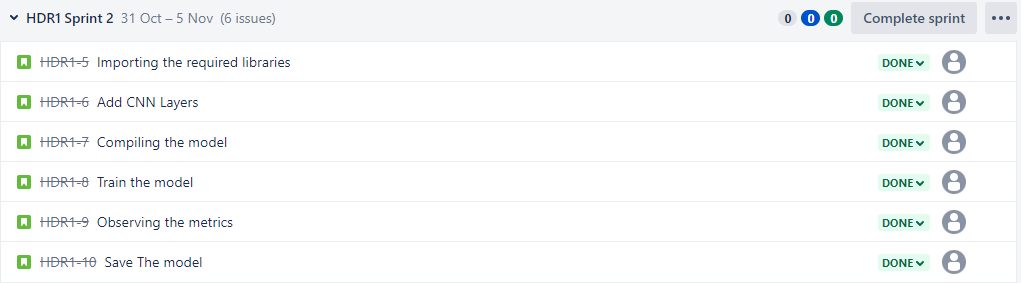 HDR1 Sprint 2 31 Oct – 5 Nov (6 issues) 0 0 0 Complete sprint
HDR1-5 Importing the required libraries DONE
HDR1-6 Add CNN Layers DONE
HDR1-7 Compiling the model DONE
HDR1-8 Train the model DONE
HDR1-9 Observing the metrics DONE
HDR1-10 Save The model DONE